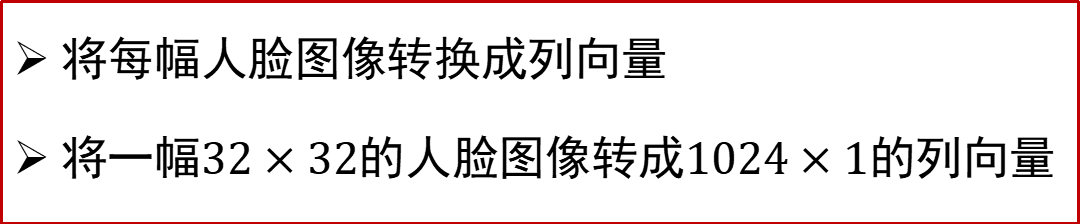 ➢ 将每幅人脸图像转换成列向量
➢ 将一幅32 × 32的人脸图像转成1024 × 1的列向量